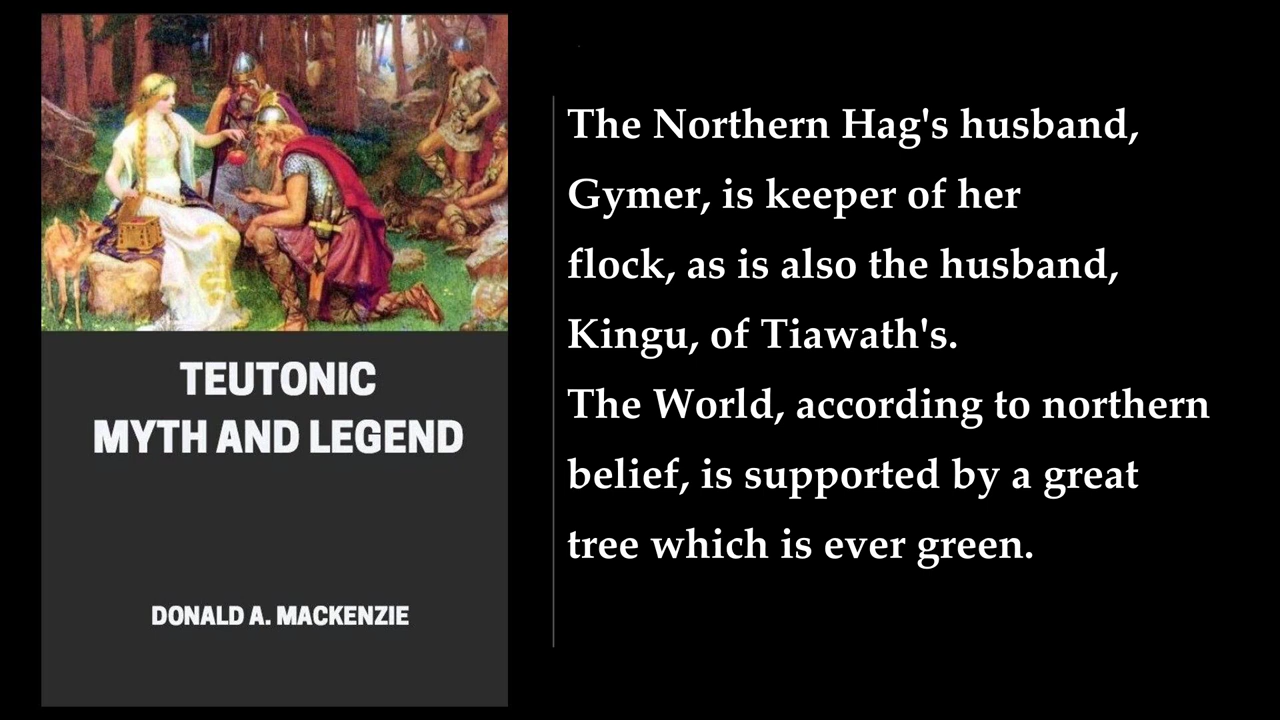 TEUTONIC
MYTH AND LEGEND
DONALD A. MACKENZIE
The Northern Hag's husband,
Gymer, is keeper of her
flock, as is also the husband,
Kingu, of Tiawath's.
The World, according to northern
belief, is supported by a great
tree which is ever green.